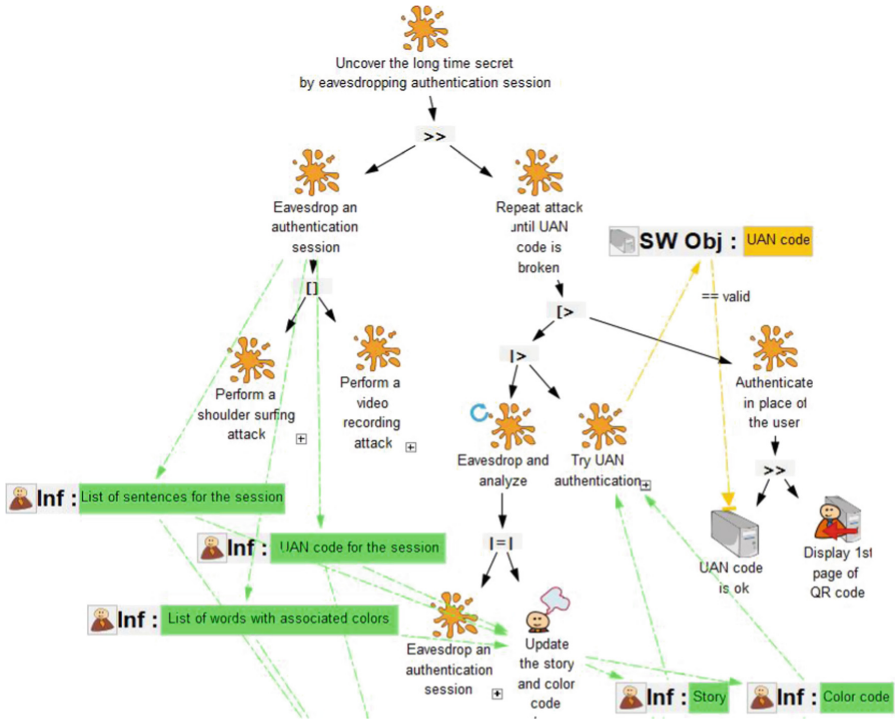 Uncover the long time secret
by eavesdropping authentication session
>>
Eavesdrop an
authentication
session
Repeat attack
until UAN
code is
broken
SW Obj : UAN code
[]
== valid
[>
|>
Perform a
shoulder surfing
attack
Perform a
video
recording
attack
Authenticate
in place of
the user
Eavesdrop and
analyze
Try UAN
authentication
>>
Inf : List of sentences for the session
|=|
Inf : UAN code for the session
UAN code
is ok
Display 1st
page of
QR code
Inf : List of words with associated colors
Eavesdrop an
authentication
session
Update
the story
and color
code
Inf : Story
Inf : Color code